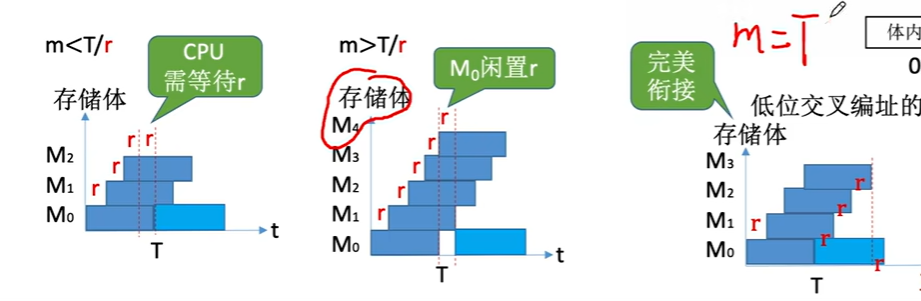 m<T/r
CPU
需等待r
存储体
r r
r
r
M₂
M₁
M₀
t
T
m>T/r
M₀闲置r
存储体
r
r
r
r
r
M₄
M₃
M₂
M₁
M₀
t
T
m=T
体内
0
完美
衔接
低位交叉编址的
存储体
M₃
M₂
M₁
M₀
r
r
r
r
r
T